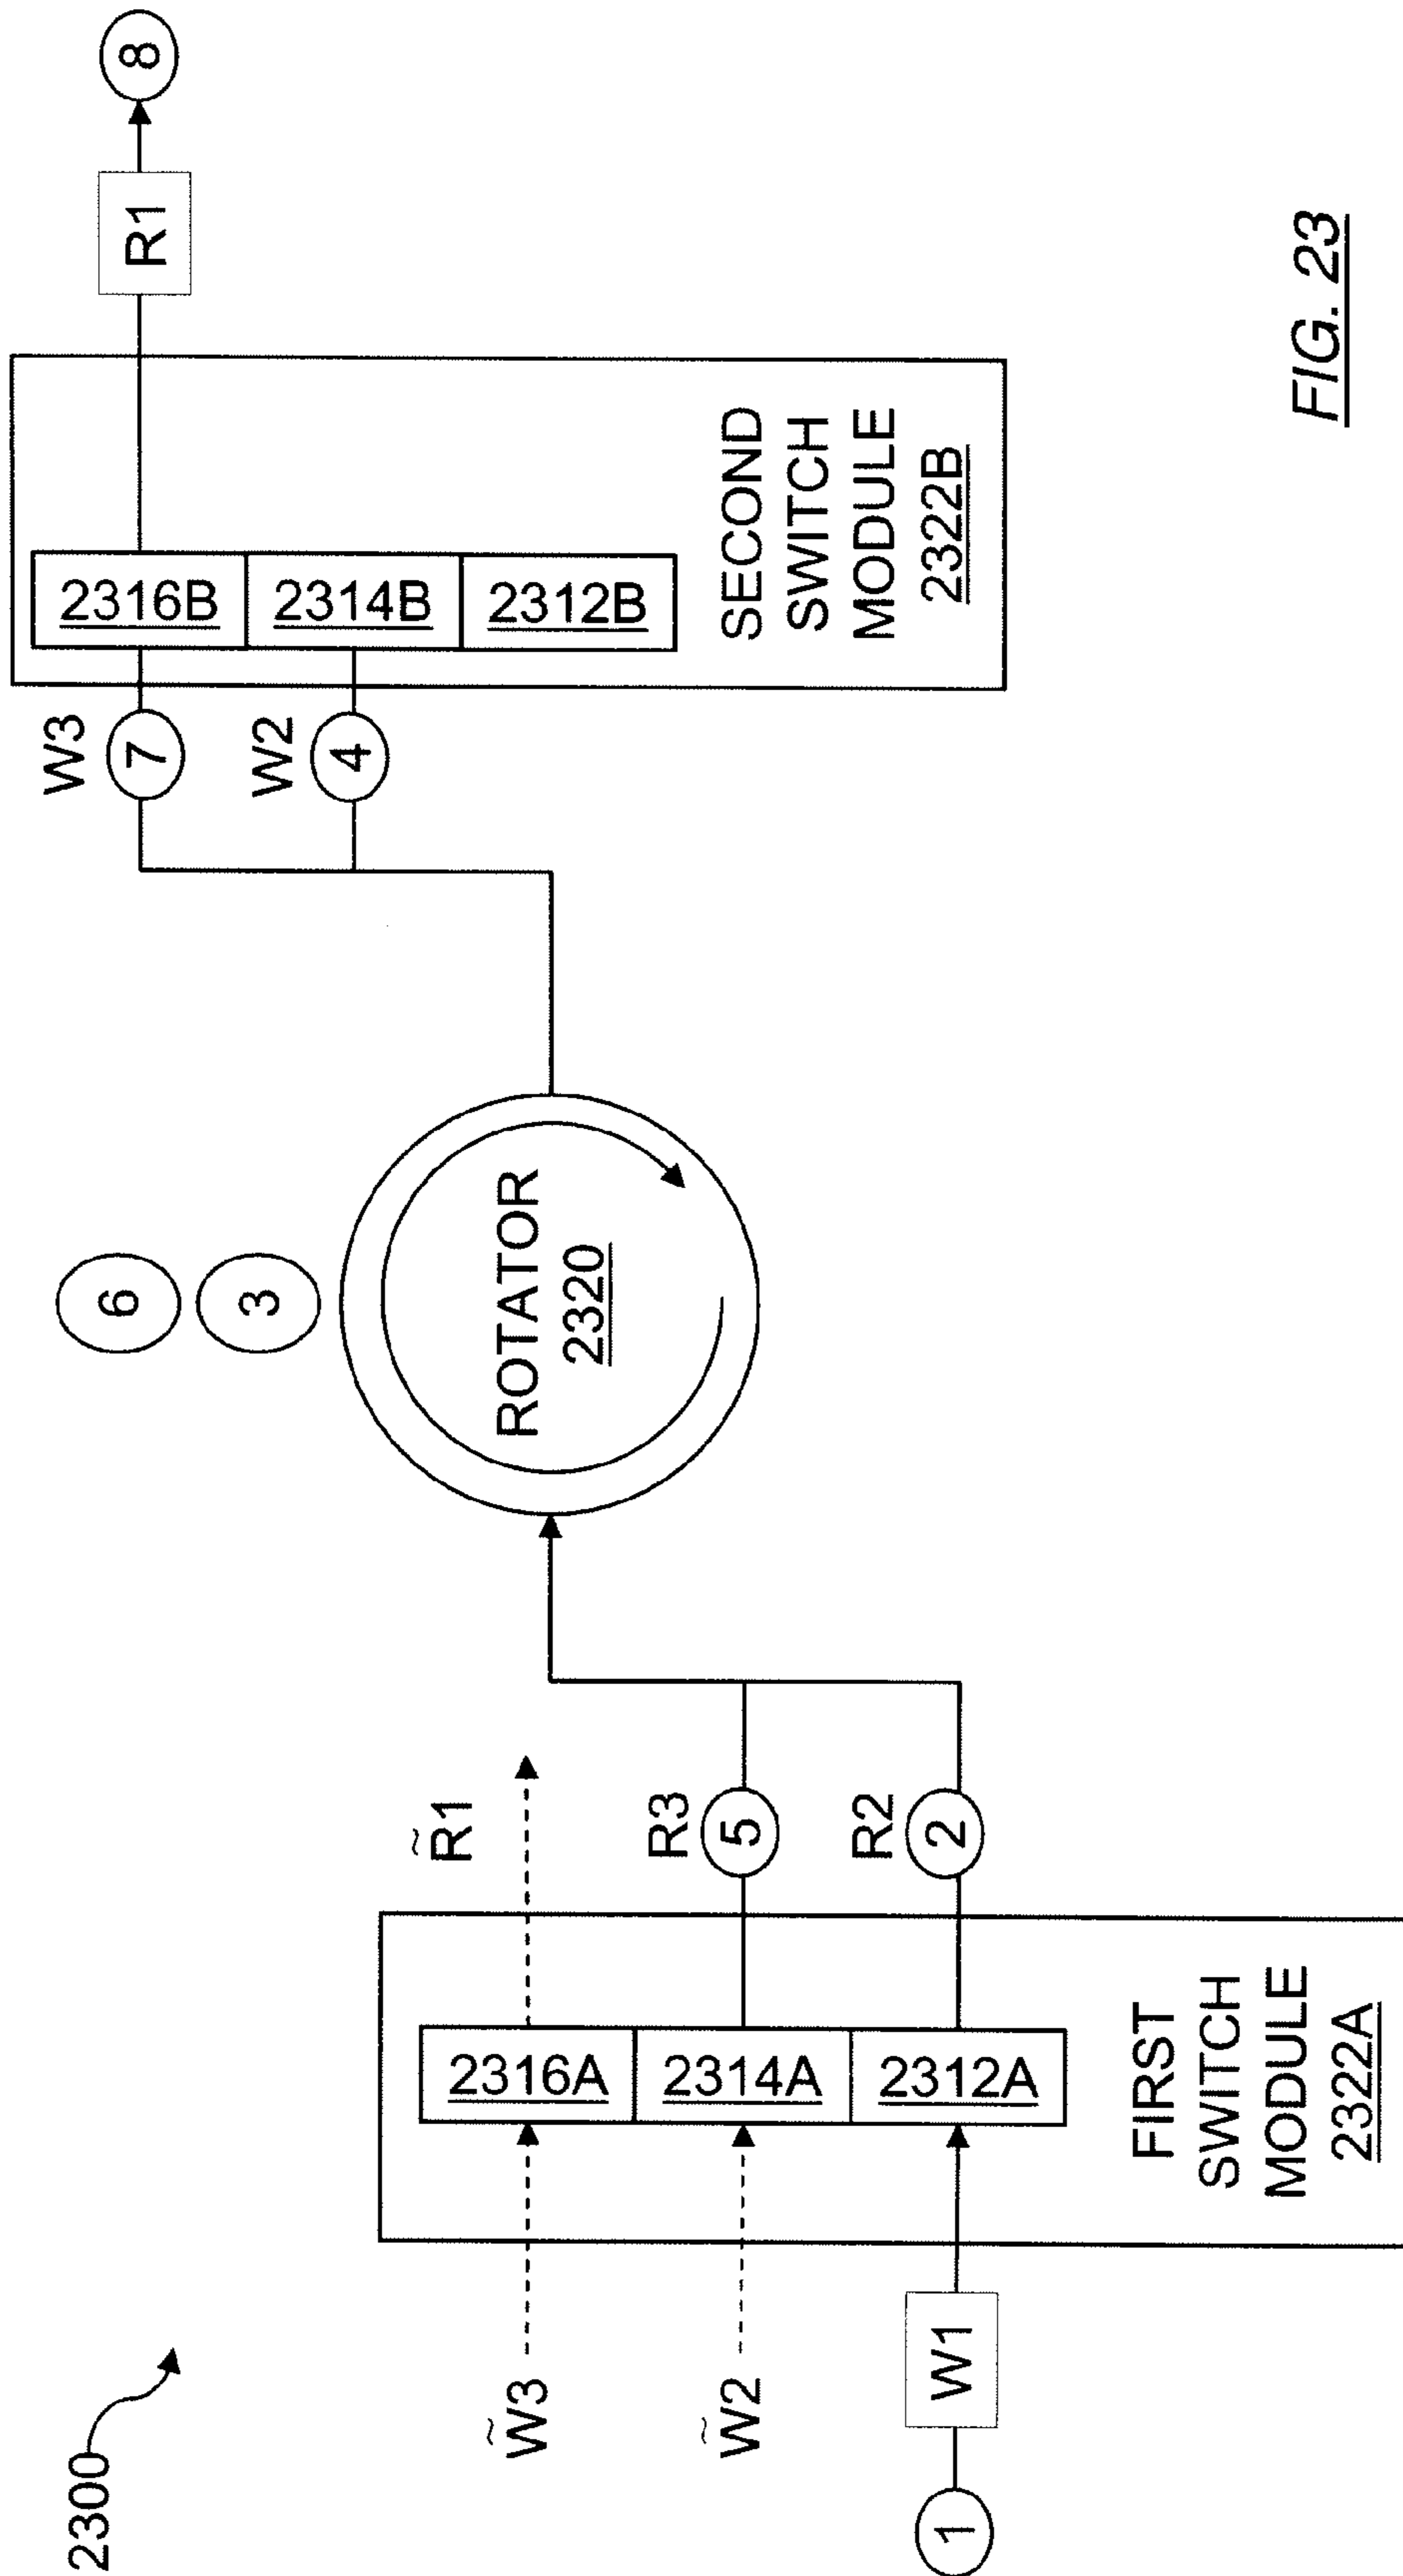 2300
8
R1
2316B
2314B
2312B
SECOND
SWITCH
MODULE
2322B
W3
7
W2
4
6
3
ROTATOR
2320
R̃1
R3
5
R2
2
2316A
2314A
2312A
FIRST
SWITCH
MODULE
2322A
W̃3
W̃2
W1
1
FIG. 23